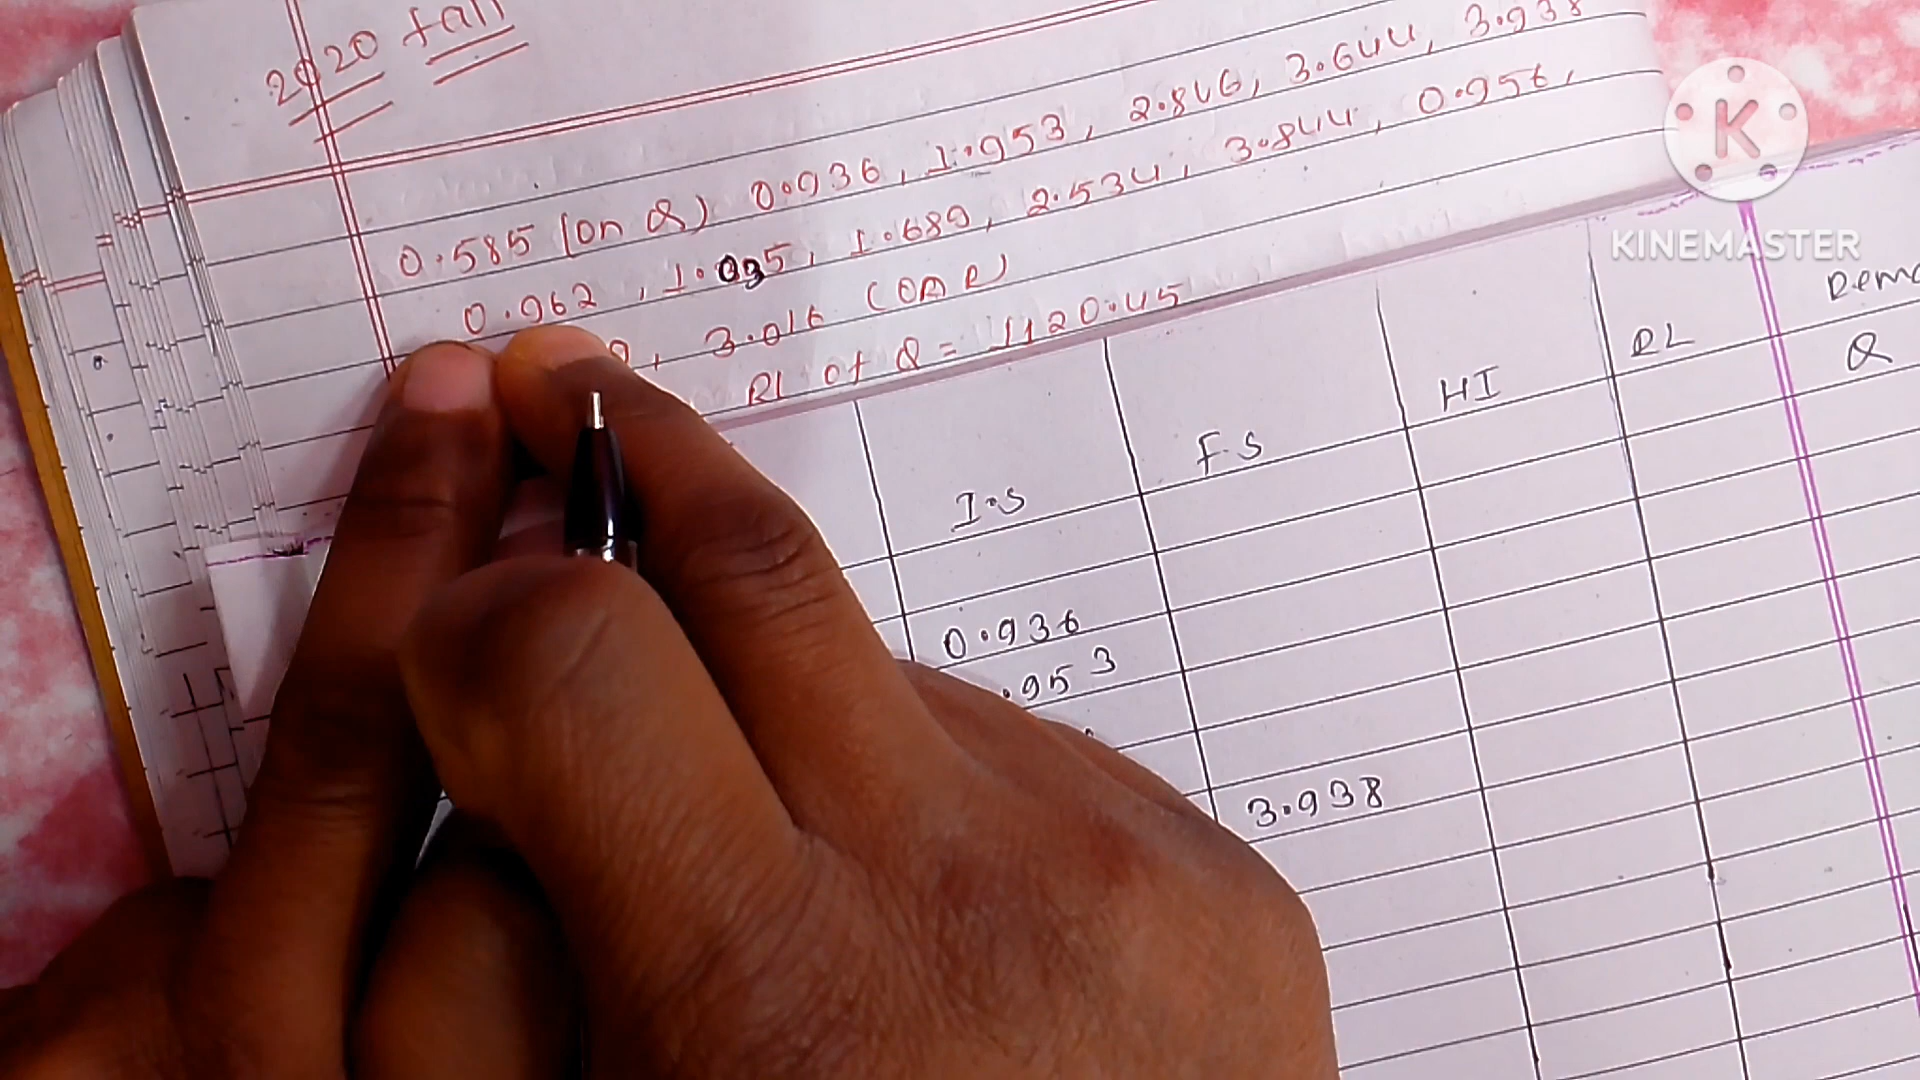 2020 fall
0.585 (on Q) 0.936, 1.953, 2.846, 3.644, 3.938
0.962, 1.035, 1.689, 2.534, 3.844, 0.956,
3.016 (on R)
RL of Q = 1120.45
I.S F.S HI RL
Q
0.936
.953
3.938
K
KINEMASTER